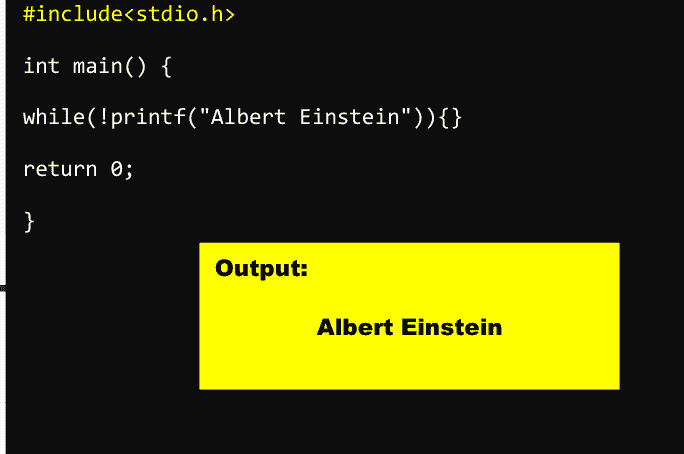 #include<stdio.h>
int main() {
while(!printf("Albert Einstein")){}
return 0;
}
Output:
Albert Einstein